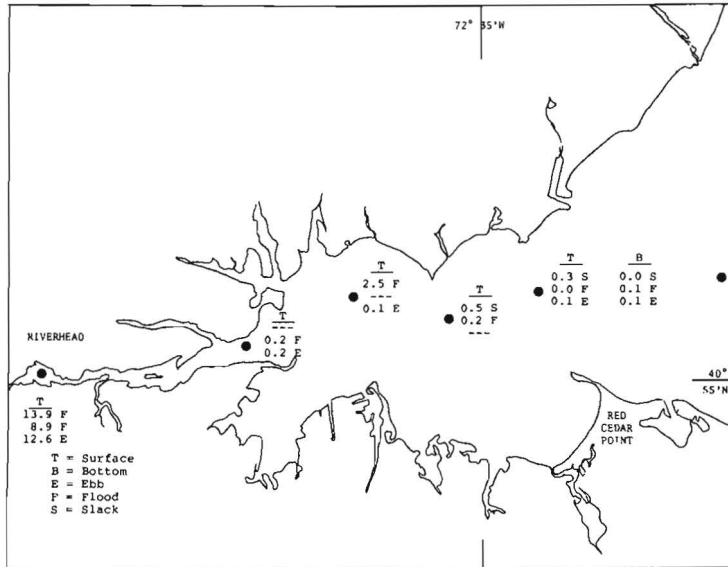 72° 35'W
T B
0.3 S 0.0 S
0.0 F 0.1 F
0.1 E 0.1 E
T
2.5 F
---
0.1 E
T
0.5 S
0.2 F
---
T
---
0.2 F
0.2 E
RIVERHEAD
T
13.9 F
8.9 F
12.6 E
40°
55'N
RED
CEDAR
POINT
T = Surface
B = Bottom
E = Ebb
F = Flood
S = Slack